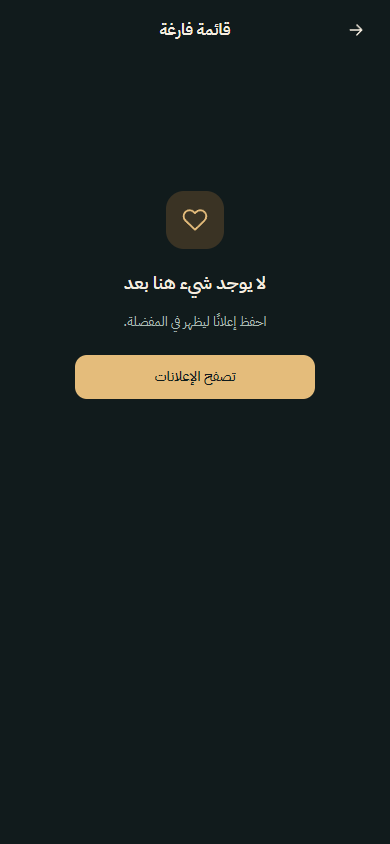 قائمة فارغة
لا يوجد شيء هنا بعد
احفظ إعلانًا ليظهر في المفضلة.
تصفح الإعلانات